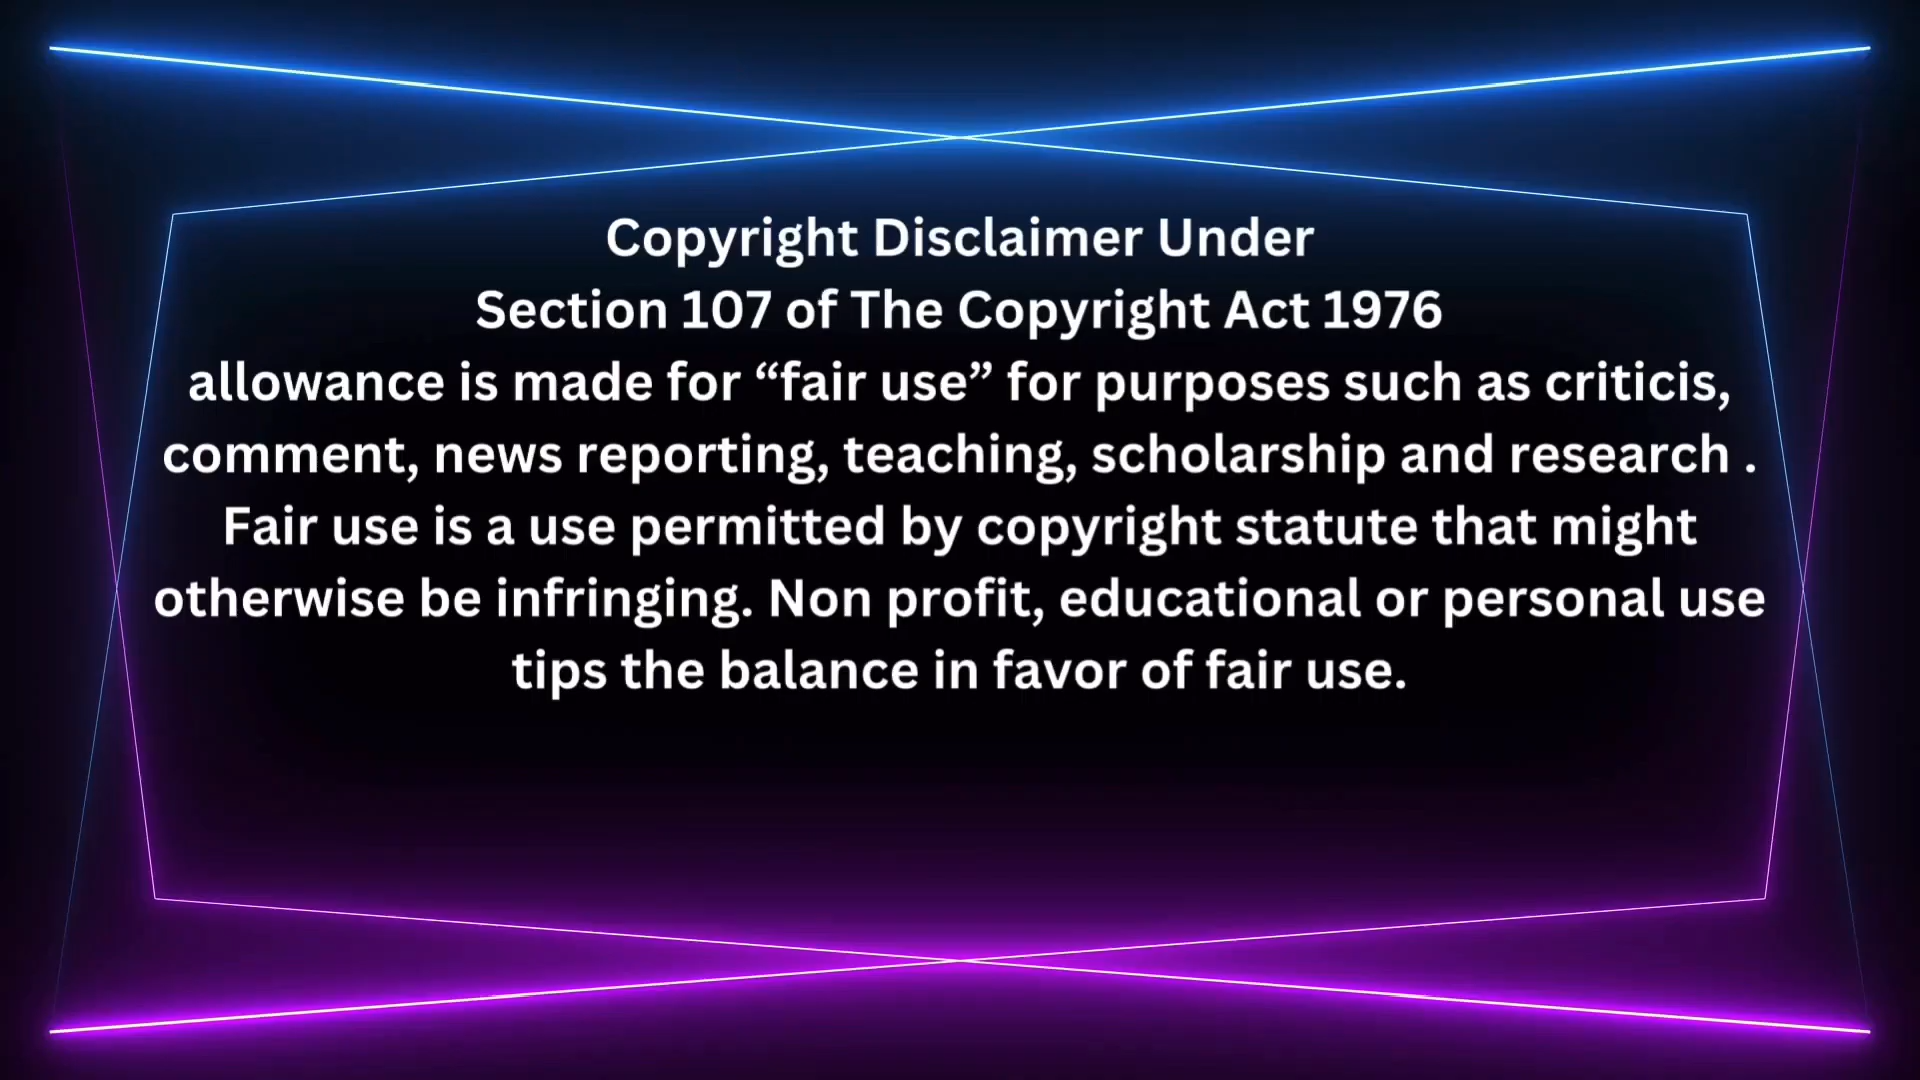 Copyright Disclaimer Under
Section 107 of The Copyright Act 1976
allowance is made for “fair use” for purposes such as criticis,
comment, news reporting, teaching, scholarship and research .
Fair use is a use permitted by copyright statute that might
otherwise be infringing. Non profit, educational or personal use
tips the balance in favor of fair use.